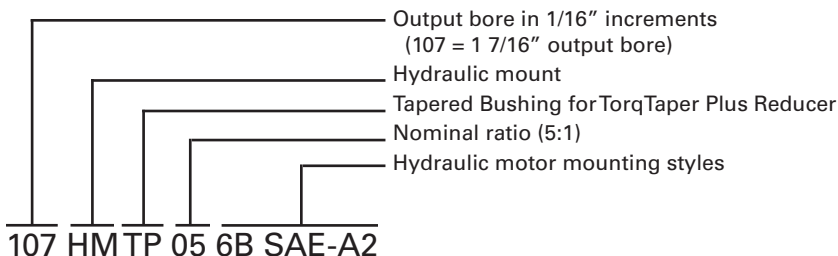 Output bore in 1/16” increments
(107 = 1 7/16” output bore)
Hydraulic mount
Tapered Bushing for TorqTaper Plus Reducer
Nominal ratio (5:1)
Hydraulic motor mounting styles
107 HM TP 05 6B SAE-A2